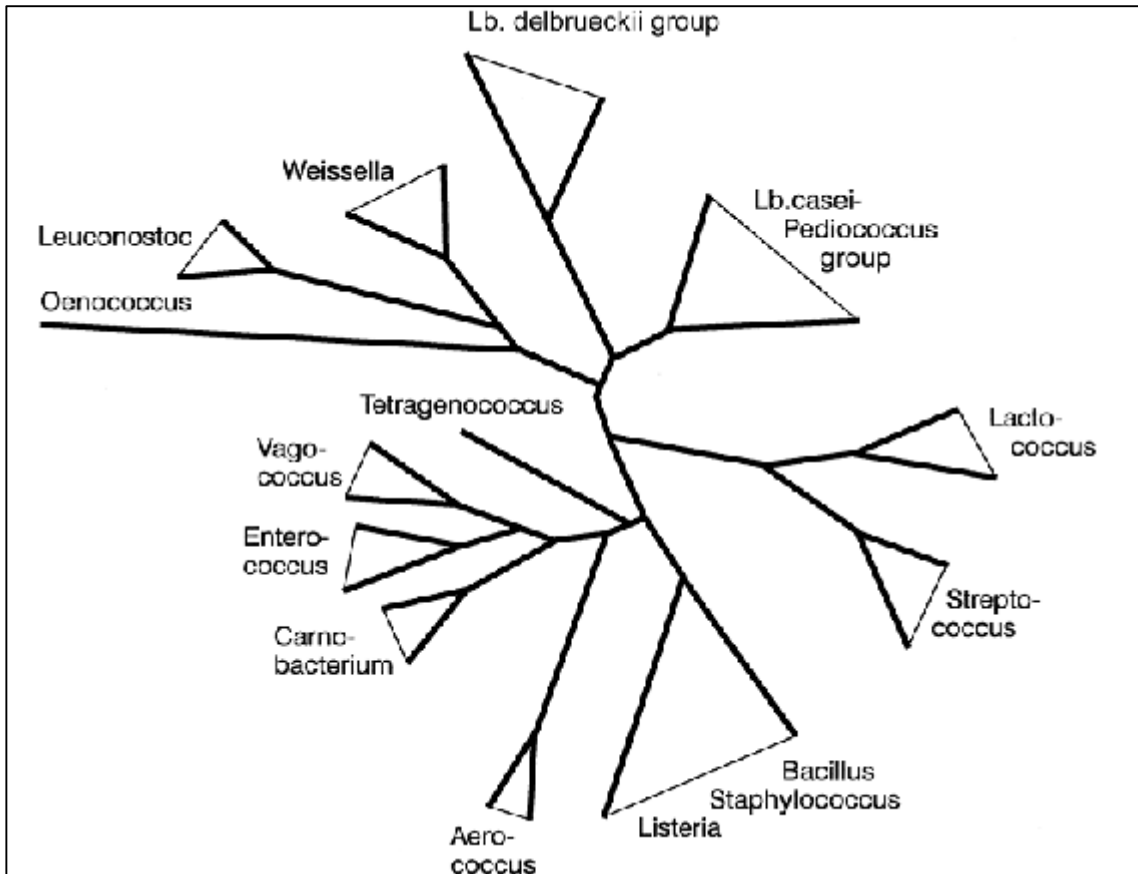 Lb. delbrueckii group
Weissella
Lb.casei-
Pediococcus
group
Leuconostoc
Oenococcus
Tetragenococcus
Lacto-
coccus
Vago-
coccus
Entero-
coccus
Strepto-
coccus
Carno-
bacterium
Bacillus
Staphylococcus
Listeria
Aero-
coccus